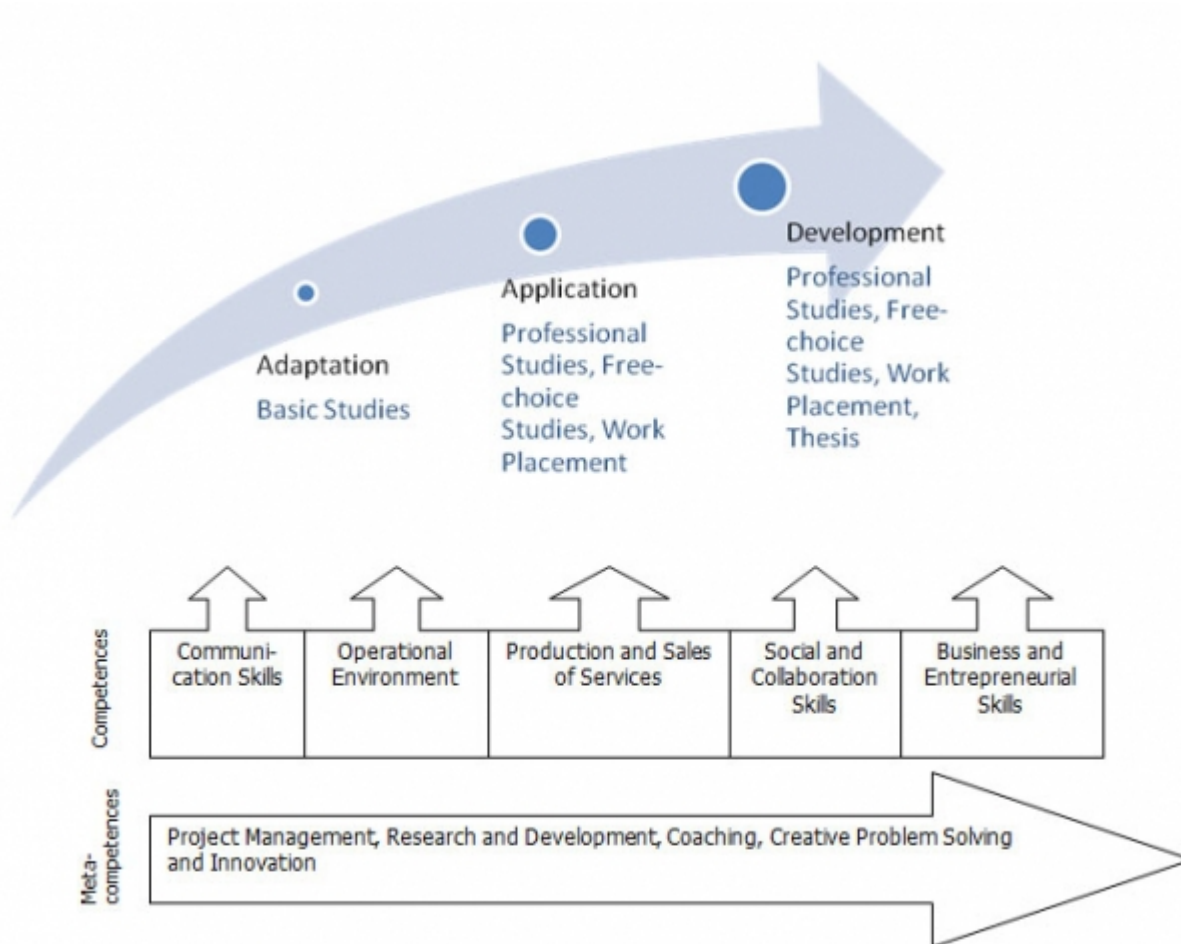 Adaptation
Basic Studies
Application
Professional
Studies, Free-
choice
Studies, Work
Placement
Development
Professional
Studies, Free-
choice
Studies, Work
Placement,
Thesis
Competences
Communi-
cation Skills
Operational
Environment
Production and Sales
of Services
Social and
Collaboration
Skills
Business and
Entrepreneurial
Skills
Meta-
competences
Project Management, Research and Development, Coaching, Creative Problem Solving
and Innovation